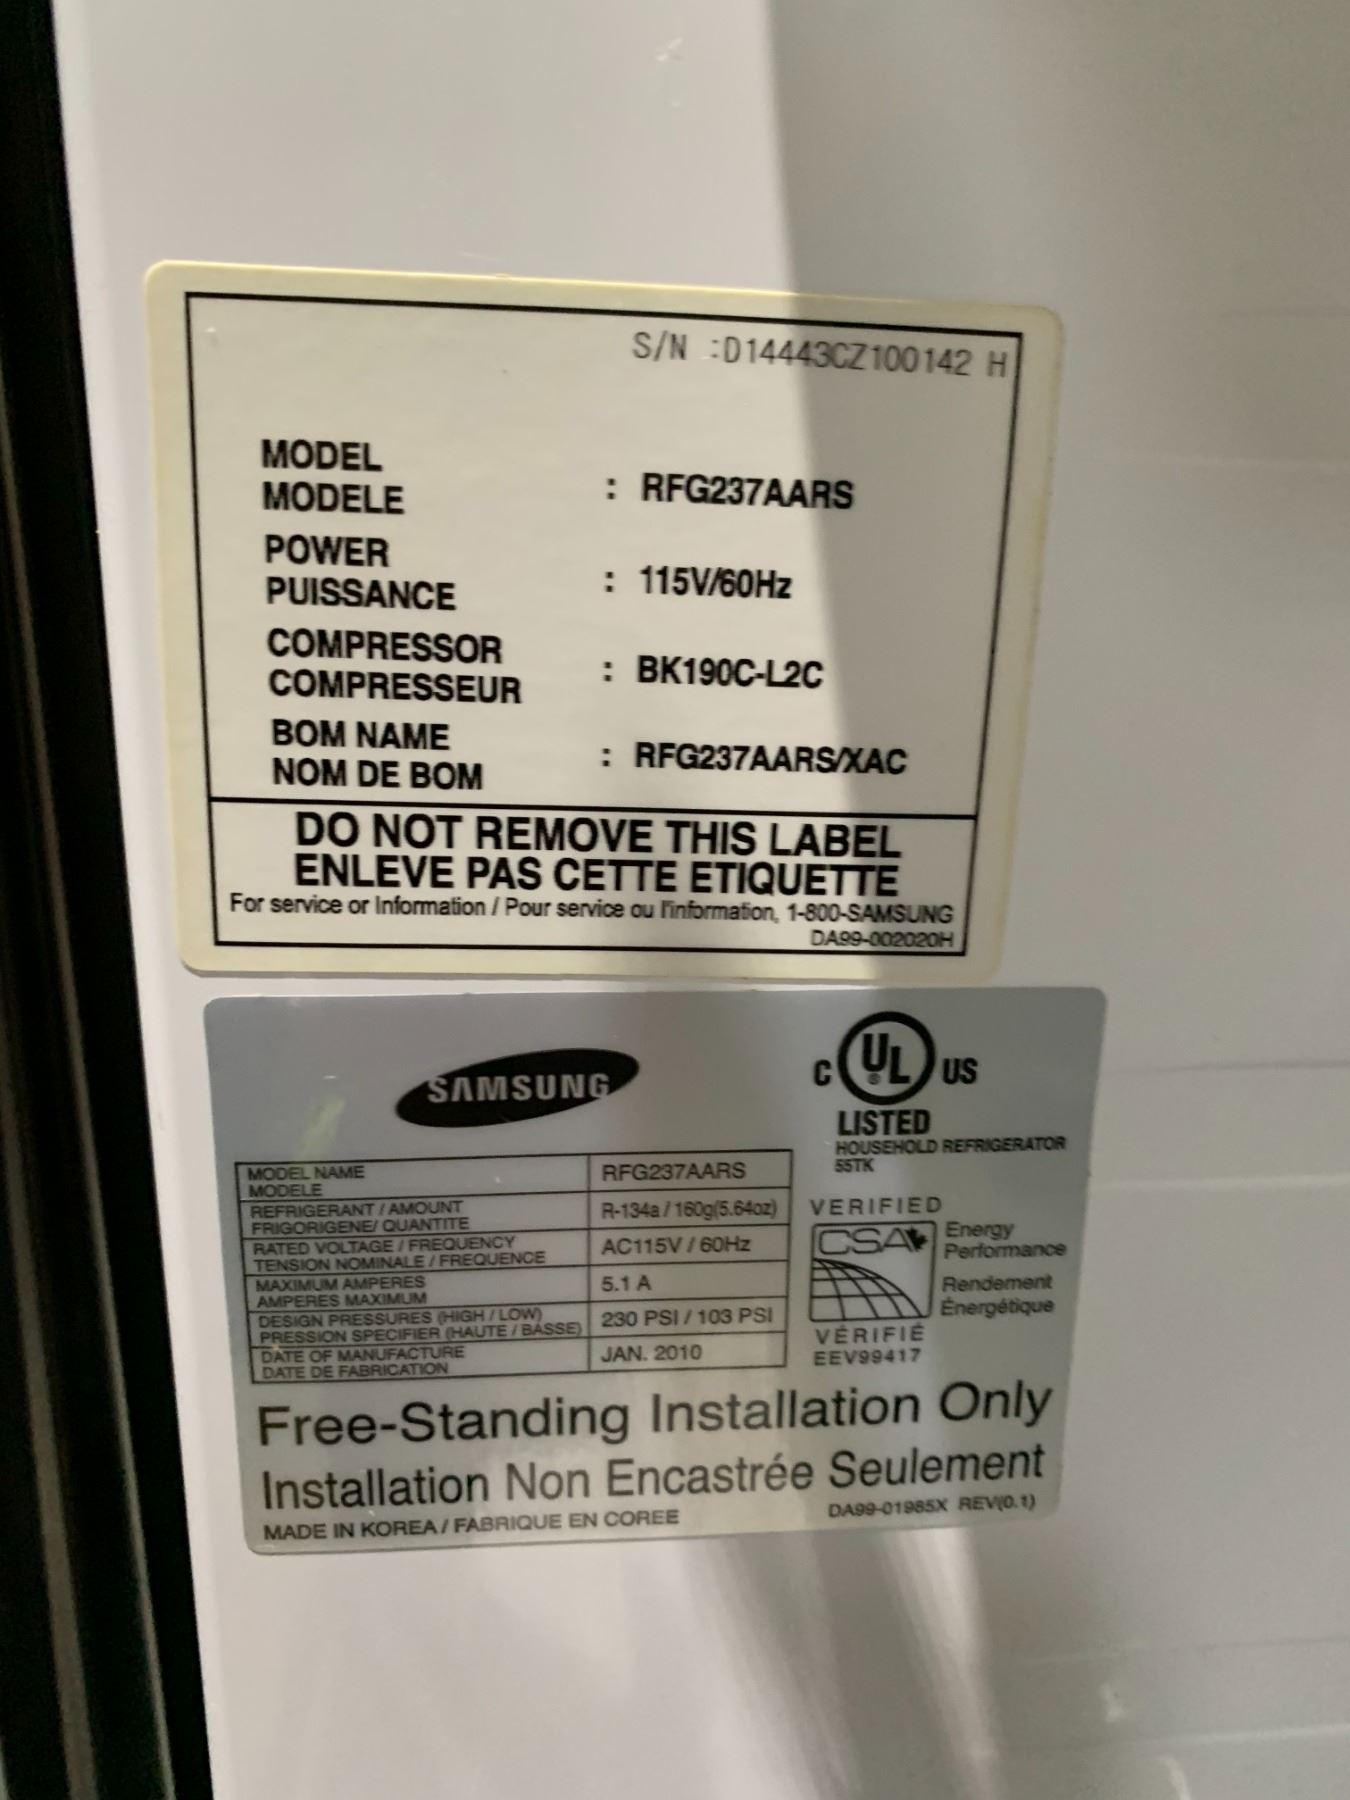 S/N :D14443CZ100142 H
MODEL
MODELE : RFG237AARS
POWER
PUISSANCE : 115V/60Hz
COMPRESSOR
COMPRESSEUR : BK190C-L2C
BOM NAME
NOM DE BOM : RFG237AARS/XAC
DO NOT REMOVE THIS LABEL
ENLEVE PAS CETTE ETIQUETTE
For service or Information / Pour service ou l'information, 1-800-SAMSUNG
DA99-002020H
SAMSUNG
C UL US
LISTED
HOUSEHOLD REFRIGERATOR
55TK
MODEL NAME
MODELE
RFG237AARS
REFRIGERANT / AMOUNT
FRIGORIGENE/ QUANTITE
R-134a / 160g(5.64oz)
RATED VOLTAGE / FREQUENCY
TENSION NOMINALE / FREQUENCE
AC115V / 60Hz
MAXIMUM AMPERES
AMPERES MAXIMUM
5.1 A
DESIGN PRESSURES (HIGH / LOW)
PRESSION SPECIFIER (HAUTE / BASSE)
230 PSI / 103 PSI
DATE OF MANUFACTURE
DATE DE FABRICATION
JAN. 2010
VERIFIED
CSA
Energy
Performance
Rendement
Énergétique
VÉRIFIÉ
EEV99417
Free-Standing Installation Only
Installation Non Encastrée Seulement
MADE IN KOREA / FABRIQUE EN COREE
DA99-01985X REV(0.1)